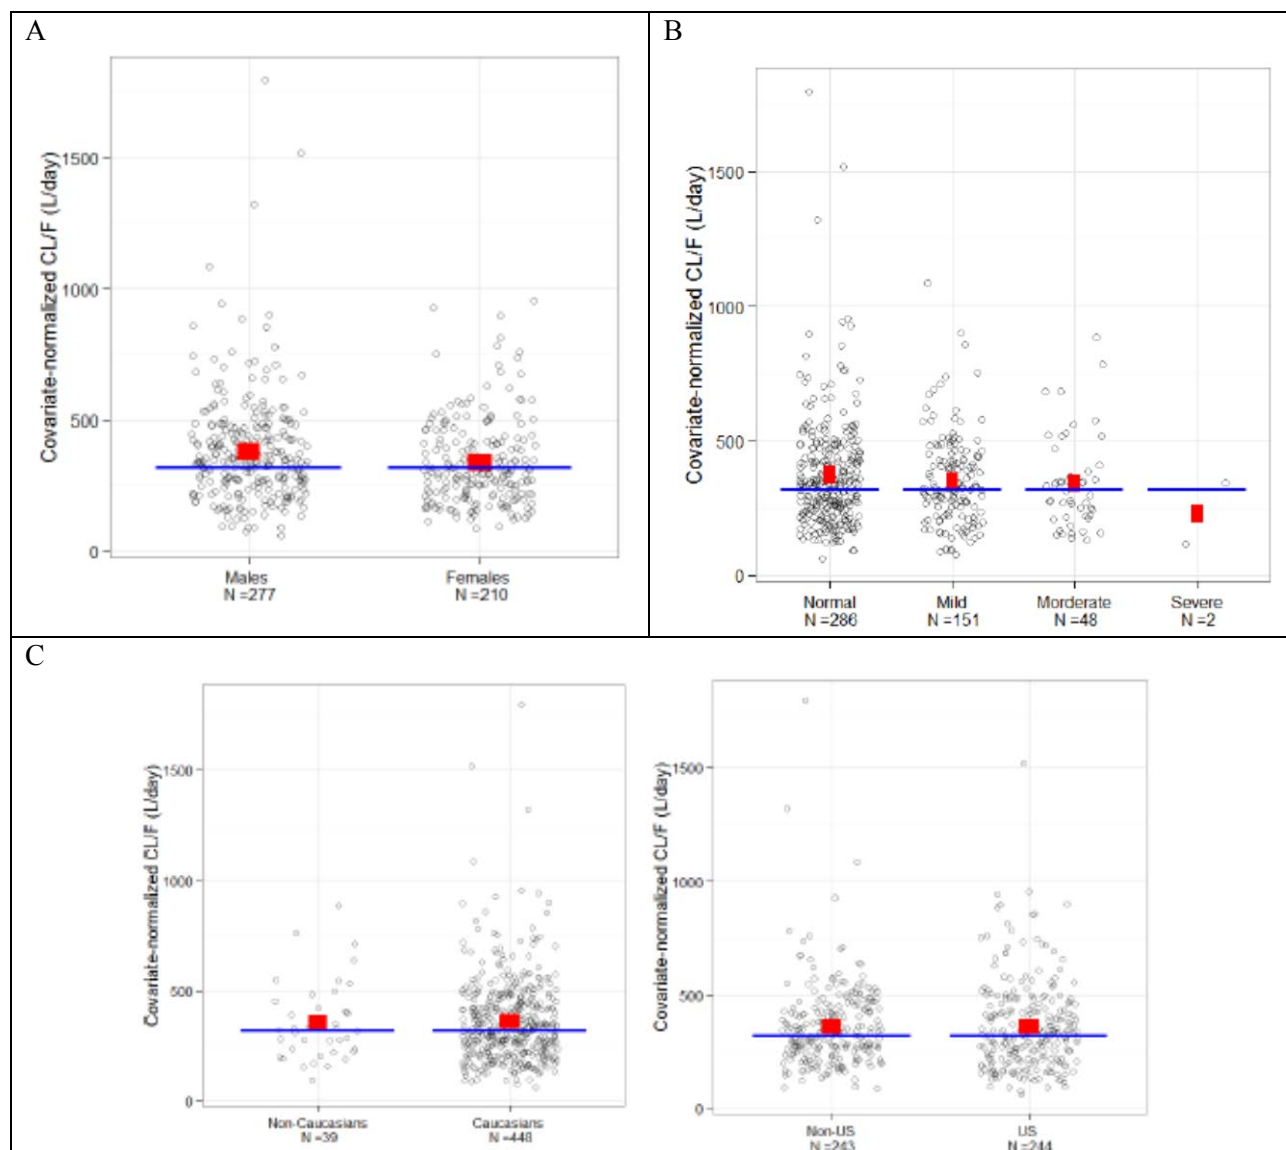 A
Covariate-normalized CL/F (L/day)
1500
1000
500
0
Males
N =277
Females
N =210
B
Covariate-normalized CL/F (L/day)
1500
1000
500
0
Normal
N =286
Mild
N =151
Morderate
N =48
Severe
N =2
C
Covariate-normalized CL/F (L/day)
1500
1000
500
0
Non-Caucasians
N =39
Caucasians
N =448
Covariate-normalized CL/F (L/day)
1500
1000
500
0
Non-US
N =243
US
N =244